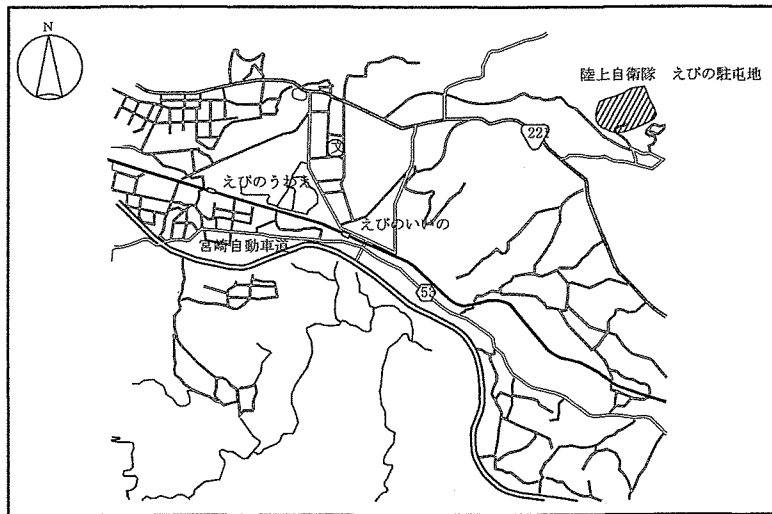 N
陸上自衛隊 えびの駐屯地
221
文
えびのうわえ
えびのいいの
宮崎自動車道
53